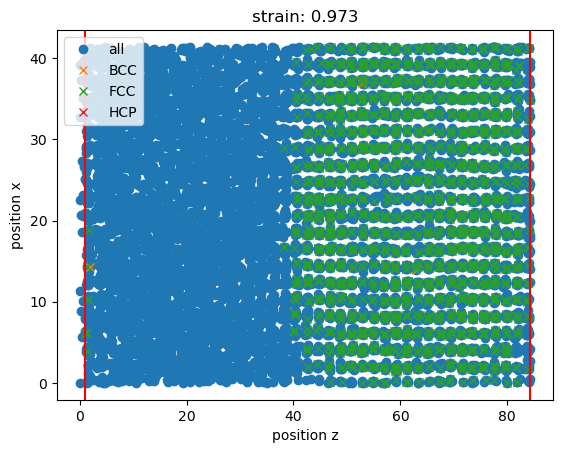 strain: 0.973
all
BCC
FCC
HCP
40
30
20
10
0
position x
0
20
40
60
80
position z